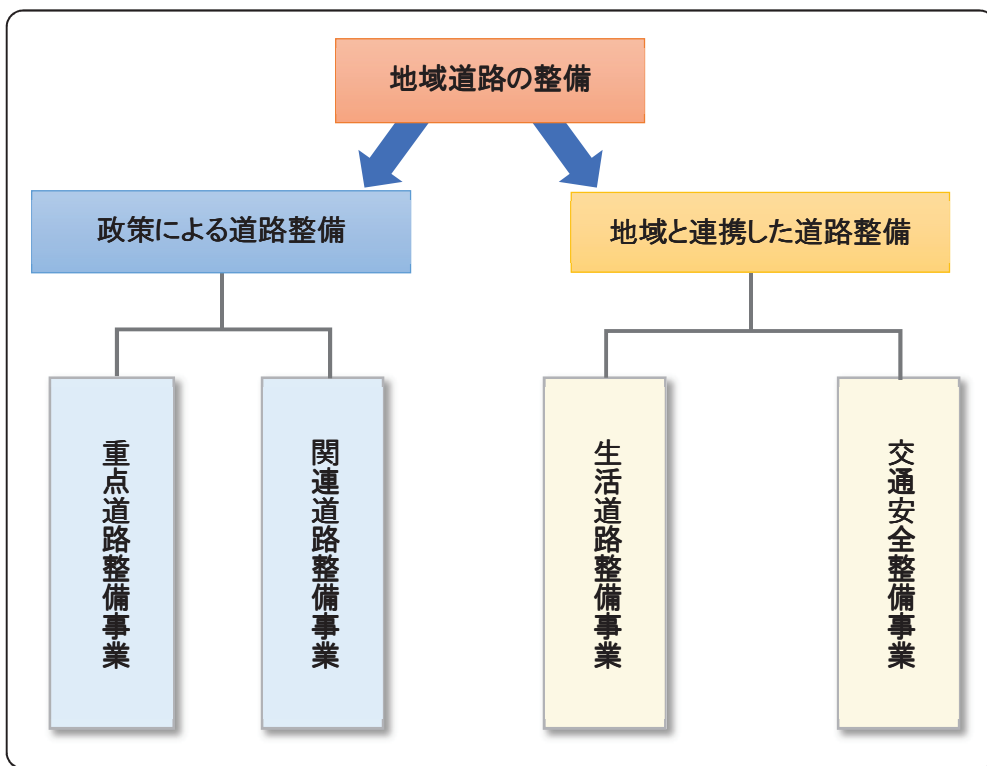 地域道路の整備
政策による道路整備
地域と連携した道路整備
重点道路整備事業
関連道路整備事業
生活道路整備事業
交通安全整備事業